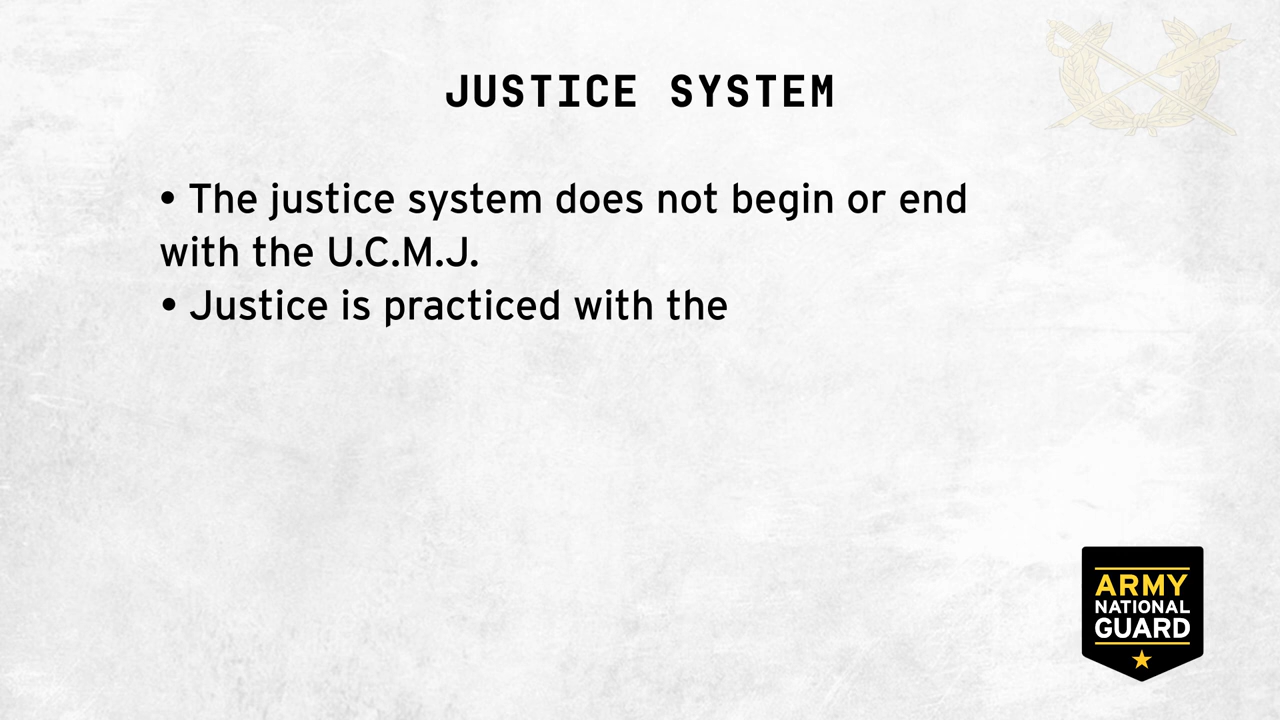 JUSTICE SYSTEM
• The justice system does not begin or end
with the U.C.M.J.
• Justice is practiced with the
ARMY
NATIONAL
GUARD